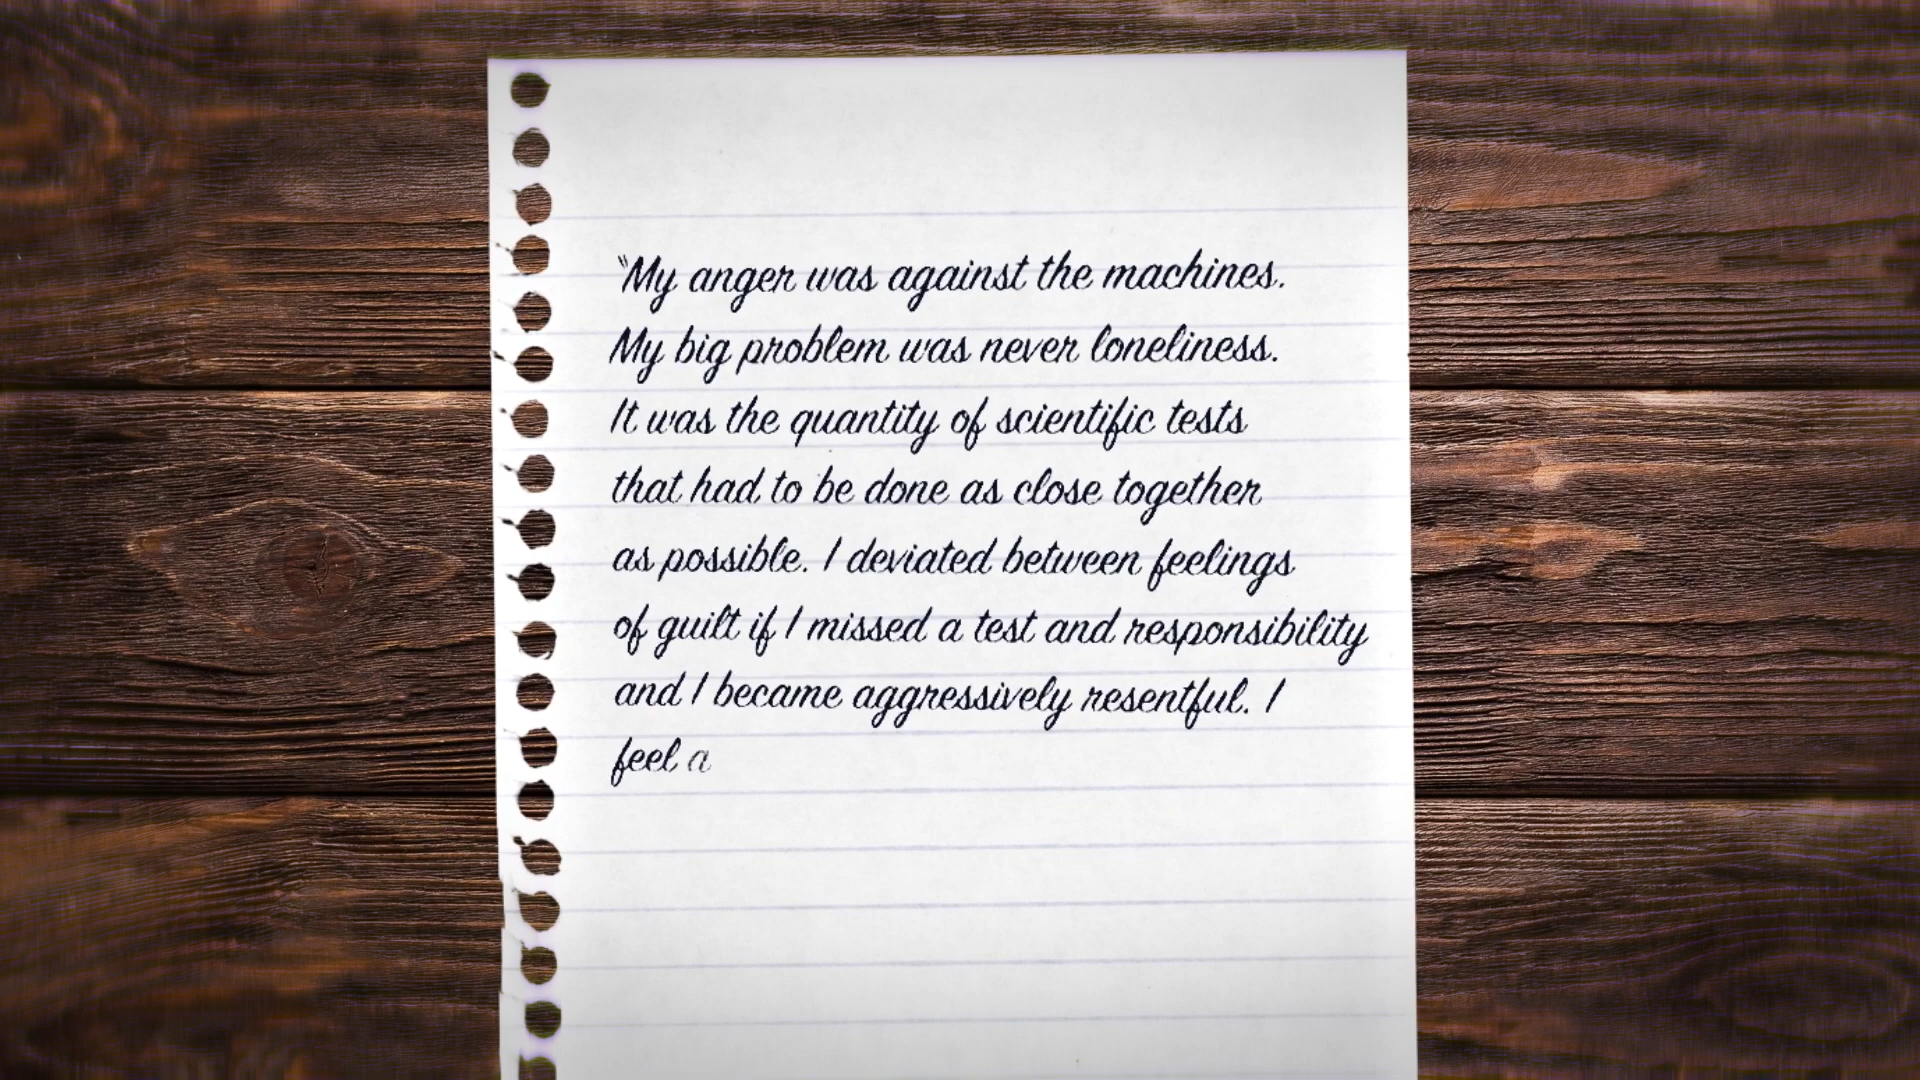 "My anger was against the machines.
My big problem was never loneliness.
It was the quantity of scientific tests
that had to be done as close together
as possible. I deviated between feelings
of guilt if I missed a test and responsibility
and I became aggressively resentful. I
feel a